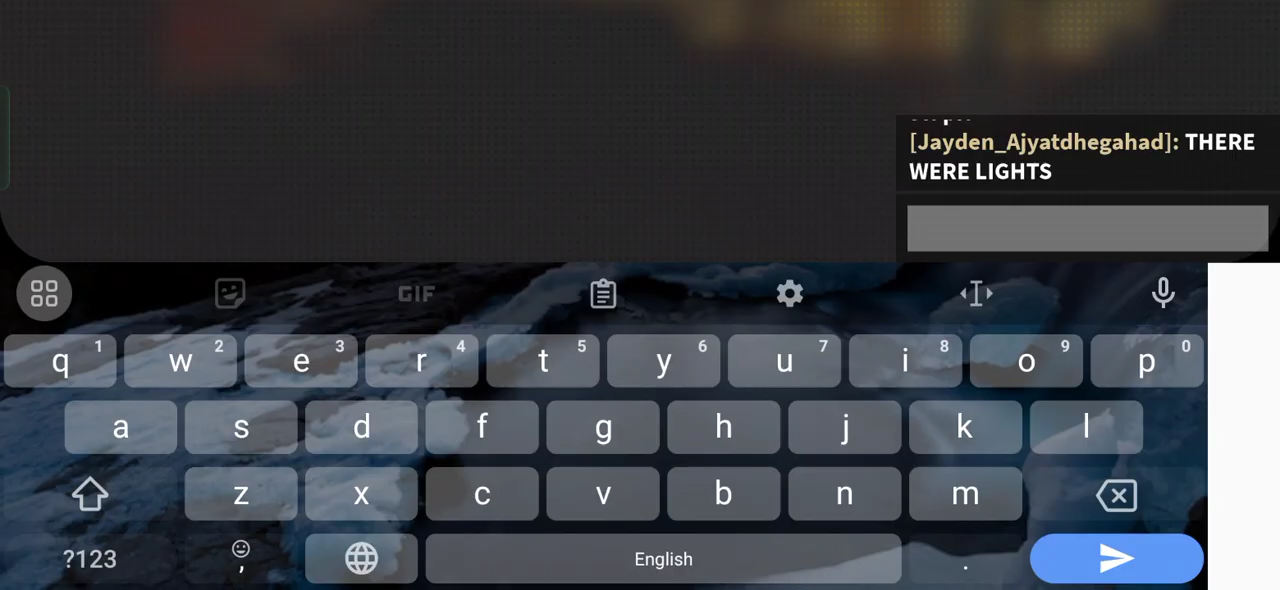 [Jayden_Ajyatdhegahad]: THERE
WERE LIGHTS
GIF
q 1 w 2 e 3 r 4 t 5 y 6 u 7 i 8 o 9 p 0
a s d f g h j k l
z x c v b n m
?123 , English .